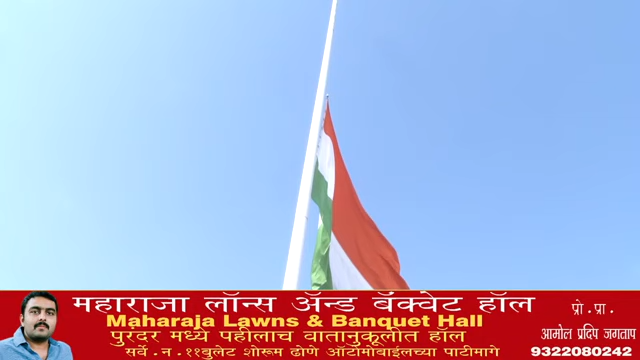 महाराजा लॉन्स ॲन्ड बॅंक्वेट हॉल
Maharaja Lawns & Banquet Hall
पुरंदर मध्ये पहीलाच वातानुकूलीत हॉल
सर्वे.न.११बुलेट शोरूम ढोणे ऑटोमोबाईलच्या पाटीमागे
प्रो.प्रा.
आमोल प्रदिप जगताप
9322080242